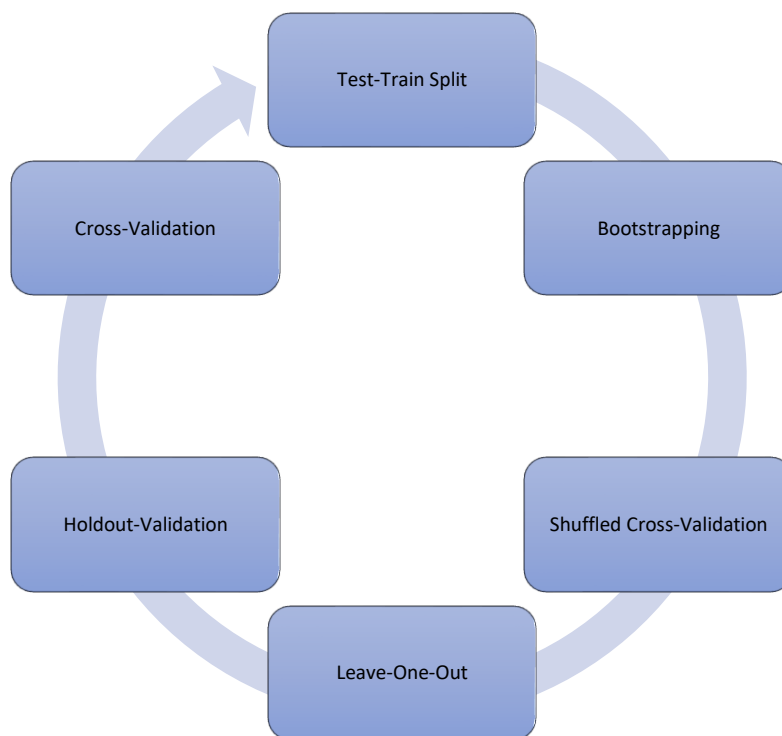 Test-Train Split
Bootstrapping
Shuffled Cross-Validation
Leave-One-Out
Holdout-Validation
Cross-Validation